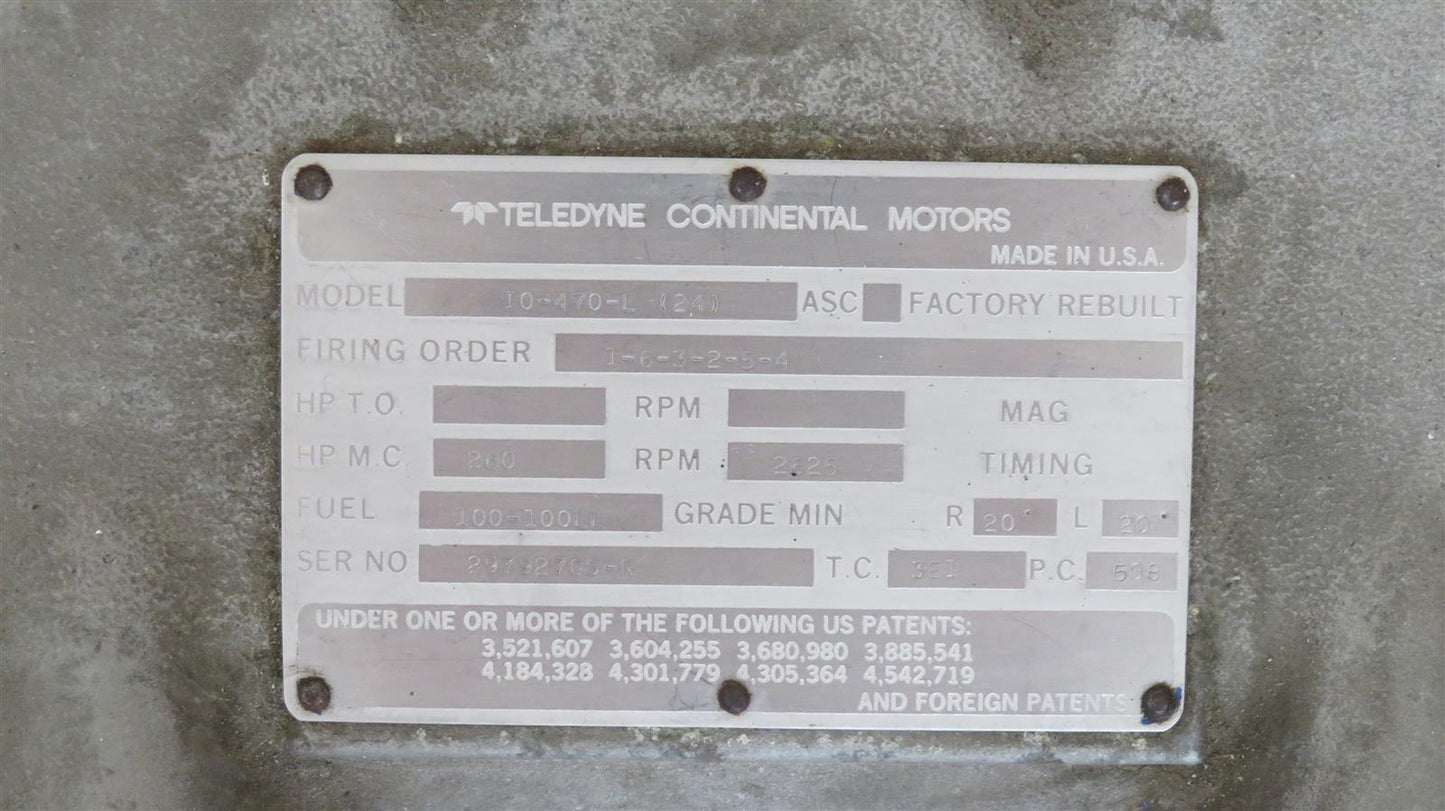 TELEDYNE CONTINENTAL MOTORS
MADE IN U.S.A.
MODEL IO-470-L (24) ASC FACTORY REBUILT
FIRING ORDER 1-6-3-2-5-4
HP T.O. RPM MAG
HP M.C. 260 RPM 2625 TIMING
FUEL 100-100LL GRADE MIN R 20° L 20°
SER NO T.C. 3E1 P.C. 508
UNDER ONE OR MORE OF THE FOLLOWING US PATENTS:
3,521,607 3,604,255 3,680,980 3,885,541
4,184,328 4,301,779 4,305,364 4,542,719
AND FOREIGN PATENTS